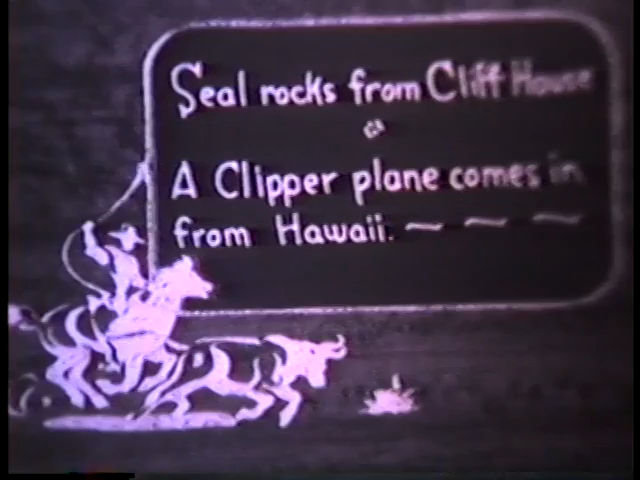 Seal rocks from Cliff House
A Clipper plane comes in
from Hawaii. — — —